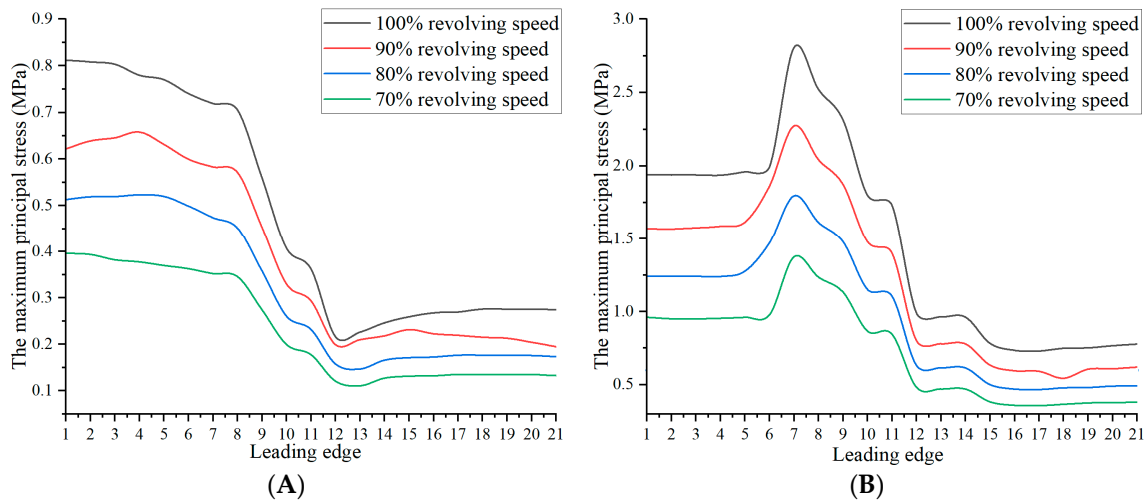 0.9
0.8
0.7
0.6
0.5
0.4
0.3
0.2
0.1
The maximum principal stress (MPa)
100% revolving speed
90% revolving speed
80% revolving speed
70% revolving speed
1 2 3 4 5 6 7 8 9 10 11 12 13 14 15 16 17 18 19 20 21
Leading edge
(A)
3.0
2.5
2.0
1.5
1.0
0.5
The maximum principal stress (MPa)
100% revolving speed
90% revolving speed
80% revolving speed
70% revolving speed
1 2 3 4 5 6 7 8 9 10 11 12 13 14 15 16 17 18 19 20 21
Leading edge
(B)